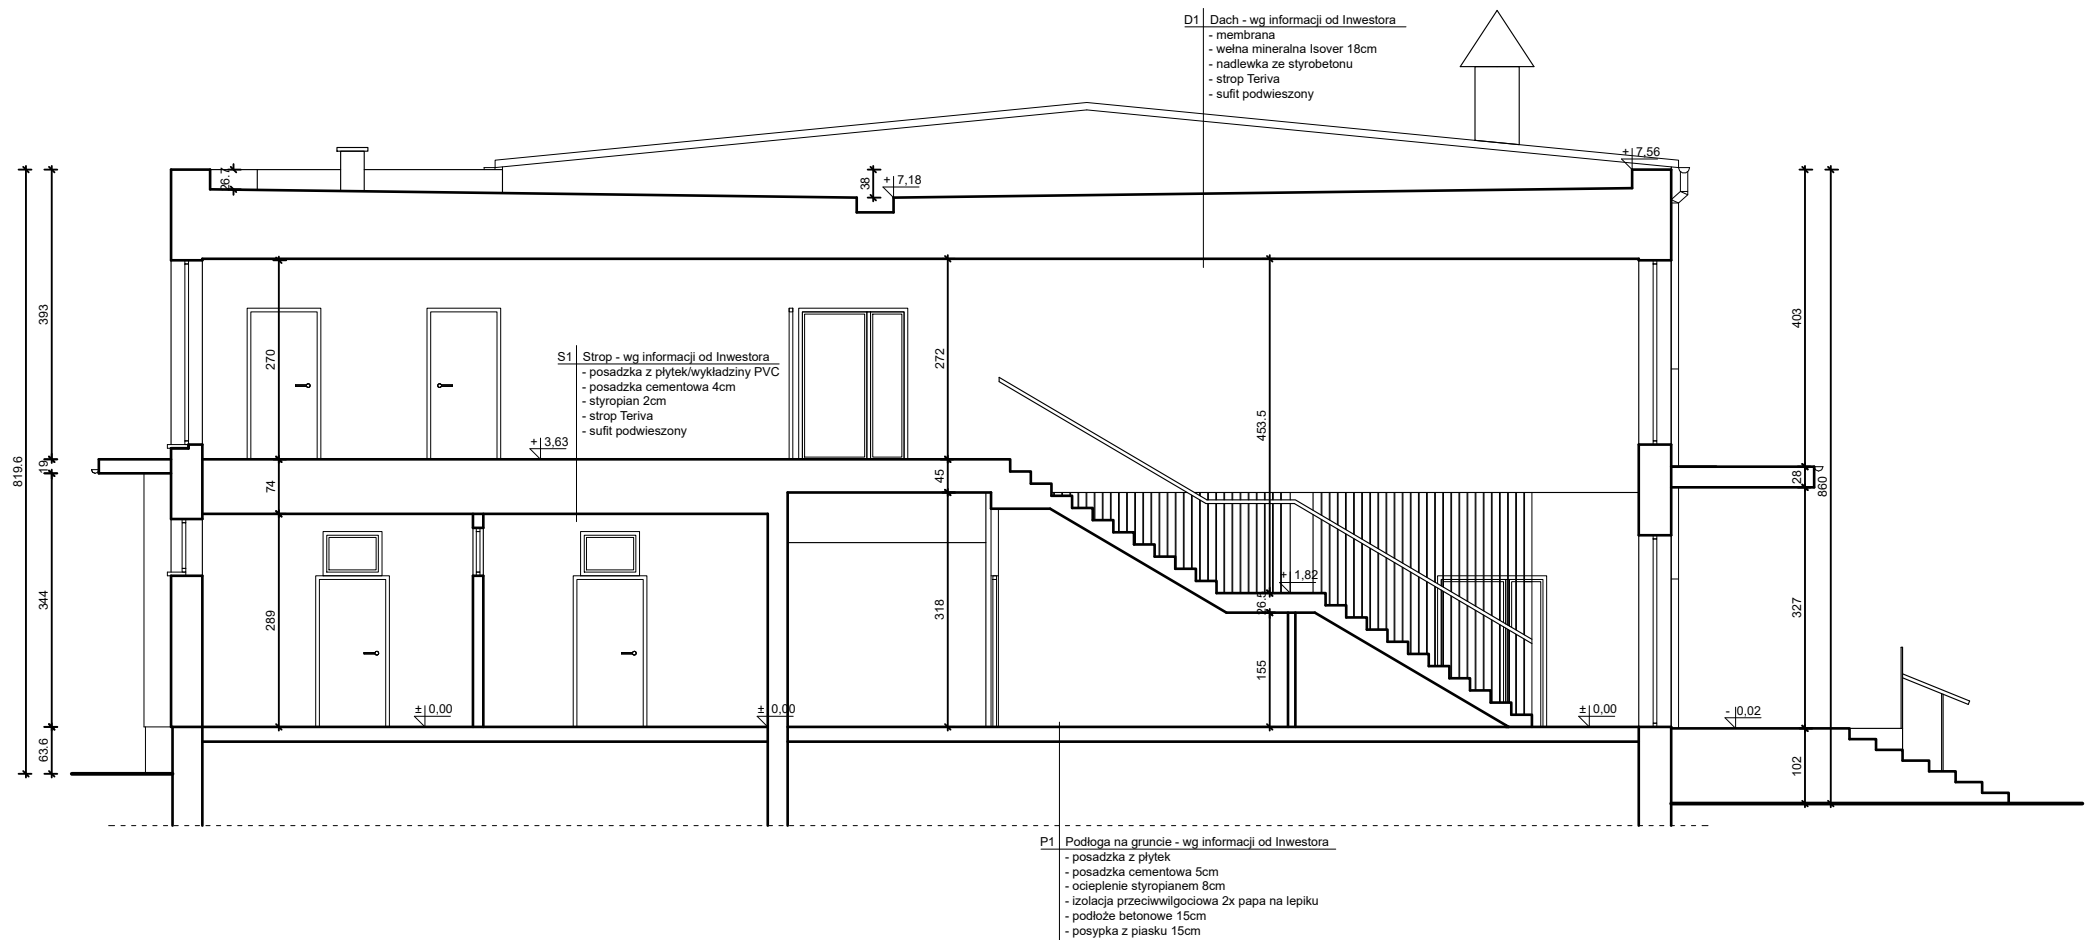 D1 Dach - wg informacji od Inwestora
- membrana
- wełna mineralna Isover 18cm
- nadlewka ze styrobetonu
- strop Teriva
- sufit podwieszony
+ 7,56
26.7
38
+ 7,18
393
270
272
403
453.5
S1 Strop - wg informacji od Inwestora
- posadzka z płytek/wykładziny PVC
- posadzka cementowa 4cm
- styropian 2cm
- strop Teriva
- sufit podwieszony
+ 3,63
819.6
19
74
45
28
860
+ 1,82
26.5
344
289
318
155
327
± 0,00
± 0,00
± 0,00
- 0,02
63.6
102
P1 Podłoga na gruncie - wg informacji od Inwestora
- posadzka z płytek
- posadzka cementowa 5cm
- ocieplenie styropianem 8cm
- izolacja przeciwwilgociowa 2x papa na lepiku
- podłoże betonowe 15cm
- posypka z piasku 15cm